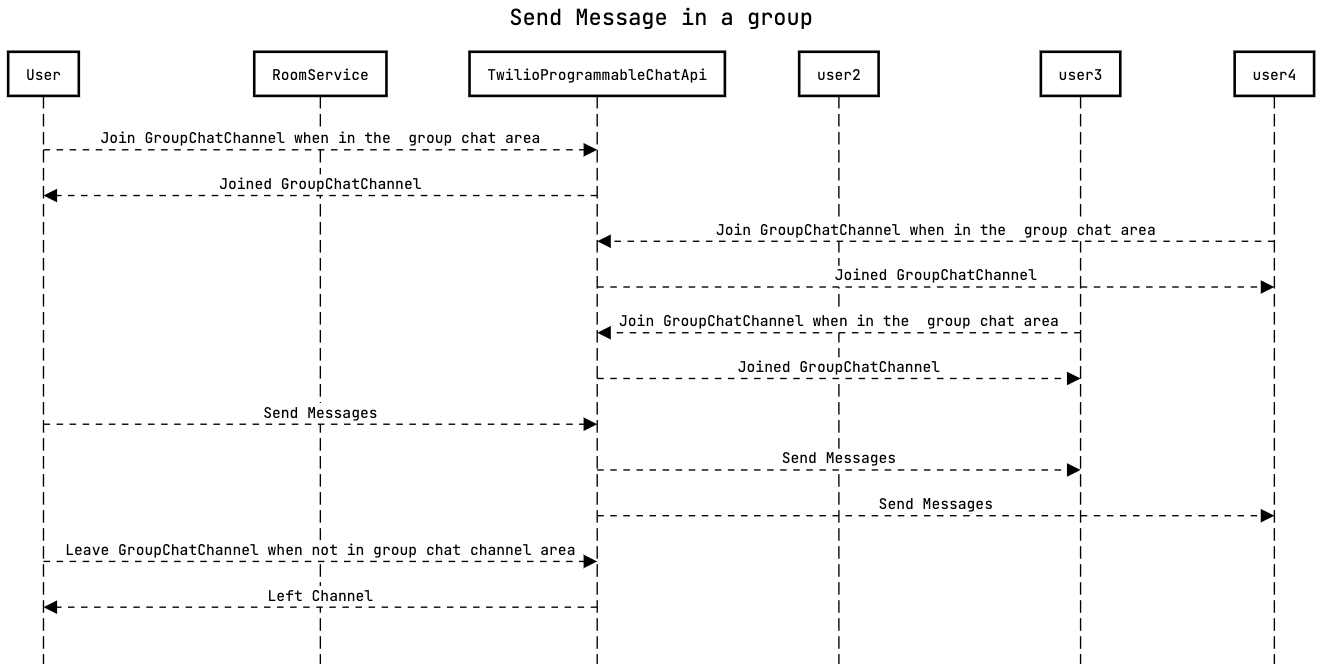 Send Message in a group
User
RoomService
TwilioProgrammableChatApi
user2
user3
user4
Join GroupChatChannel when in the  group chat area
Joined GroupChatChannel
Join GroupChatChannel when in the  group chat area
Joined GroupChatChannel
Join GroupChatChannel when in the  group chat area
Joined GroupChatChannel
Send Messages
Send Messages
Send Messages
Leave GroupChatChannel when not in group chat channel area
Left Channel